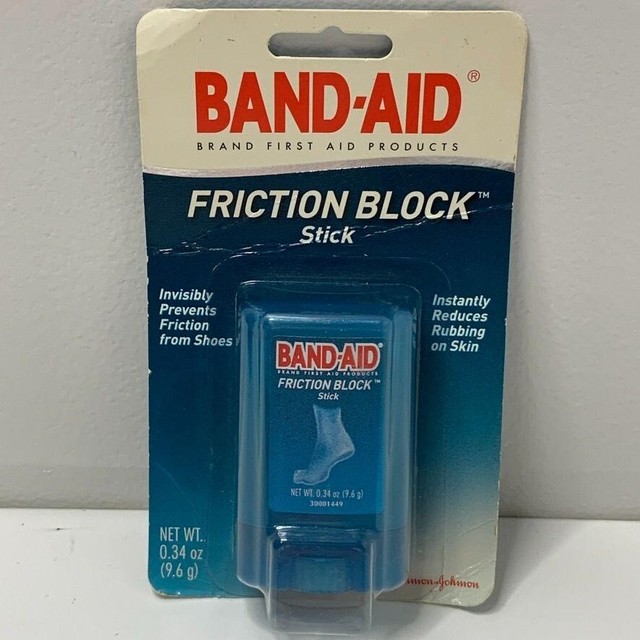 BAND-AID®
BRAND FIRST AID PRODUCTS
FRICTION BLOCK™
Stick
Invisibly
Prevents
Friction
from Shoes
Instantly
Reduces
Rubbing
on Skin
BAND-AID®
BRAND FIRST AID PRODUCTS
FRICTION BLOCK™
Stick
NET WT. 0.34 oz (9.6 g)
30001449
NET WT.
0.34 oz
(9.6 g)